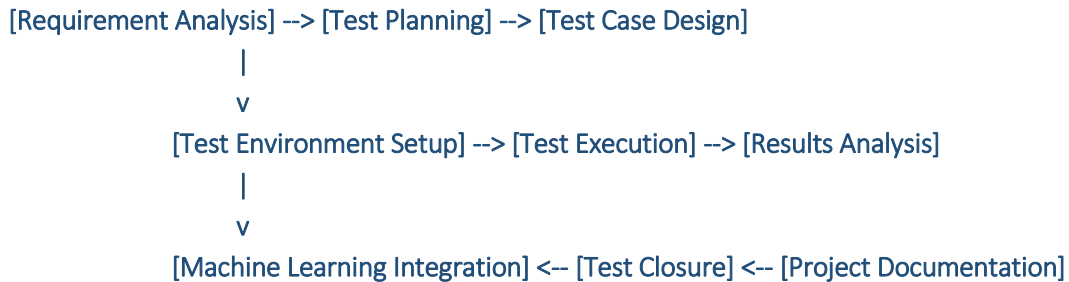 [Requirement Analysis] --> [Test Planning] --> [Test Case Design]
|
v
[Test Environment Setup] --> [Test Execution] --> [Results Analysis]
|
v
[Machine Learning Integration] <-- [Test Closure] <-- [Project Documentation]